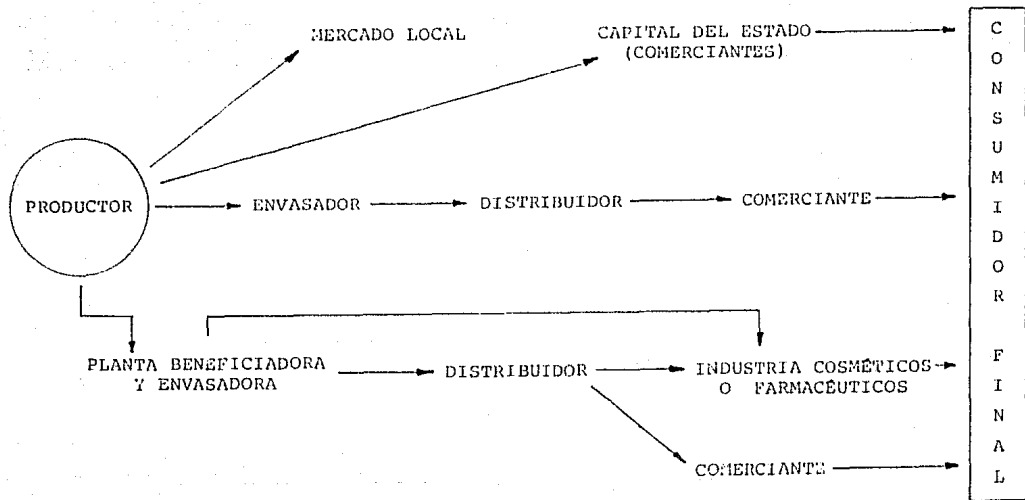 MERCADO LOCAL
CAPITAL DEL ESTADO
(COMERCIANTES)
PRODUCTOR
ENVASADOR
DISTRIBUIDOR
COMERCIANTE
PLANTA BENEFICIADORA
Y ENVASADORA
DISTRIBUIDOR
INDUSTRIA COSMÉTICOS
O FARMACÉUTICOS
COMERCIANTE
CONSUMIDOR FINAL